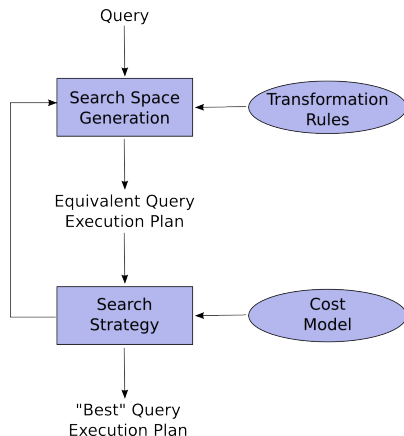 Query
Search Space
Generation
Transformation
Rules
Equivalent Query
Execution Plan
Search
Strategy
Cost
Model
"Best" Query
Execution Plan